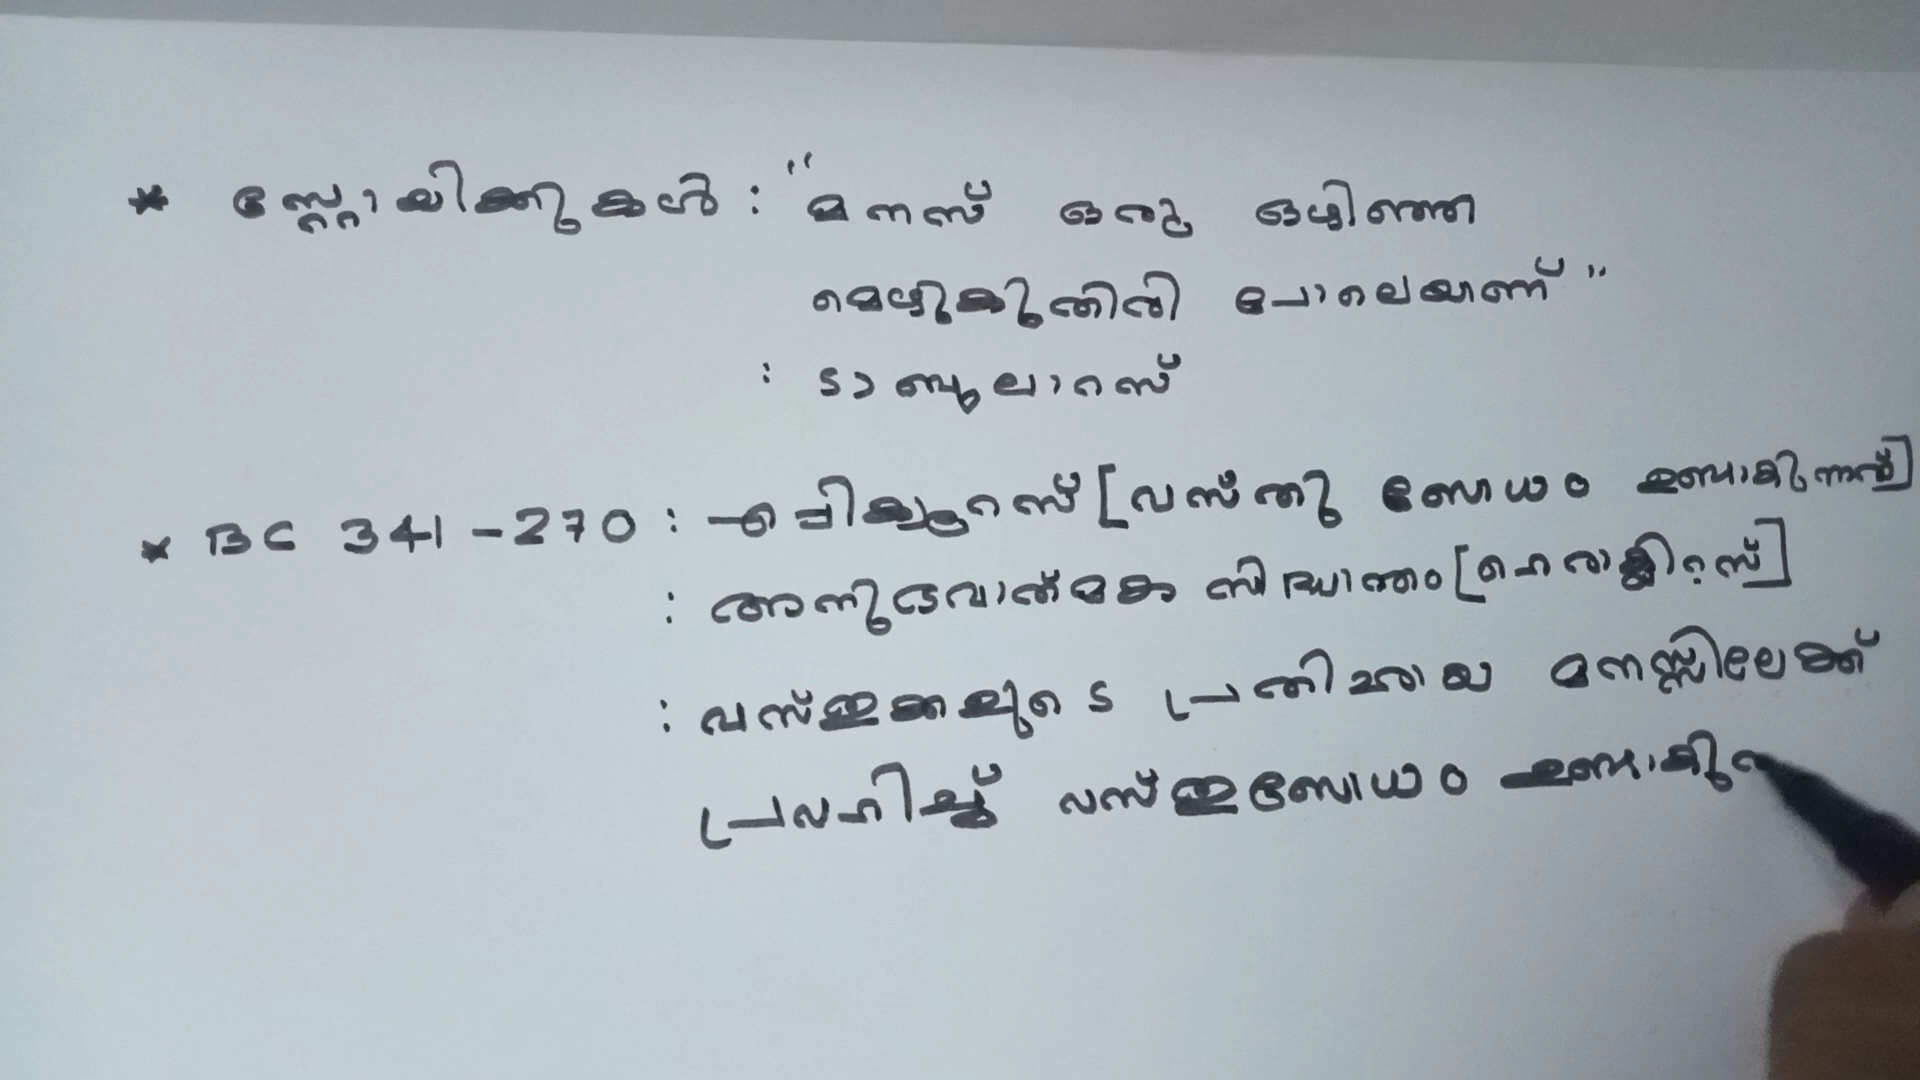 * സ്റ്റോയിക്കുകൾ : "മനസ് ഒരു ഒഴിഞ്ഞ
മെഴുകുതിരി പോലെയാണ്"
: ടാബുലാറസ്
* BC 341-270 : എപ്പിക്യൂറസ് [വസ്തു ബോധം ഉണ്ടാകുന്നത്]
: അനുഭവാത്മക സിദ്ധാന്തം [ഹെരാക്ലിറ്റസ്]
: വസ്തുക്കളുടെ പ്രതിഛായ മനസ്സിലേക്ക്
പ്രവഹിച്ച് വസ്തുബോധം ഉണ്ടാകുന